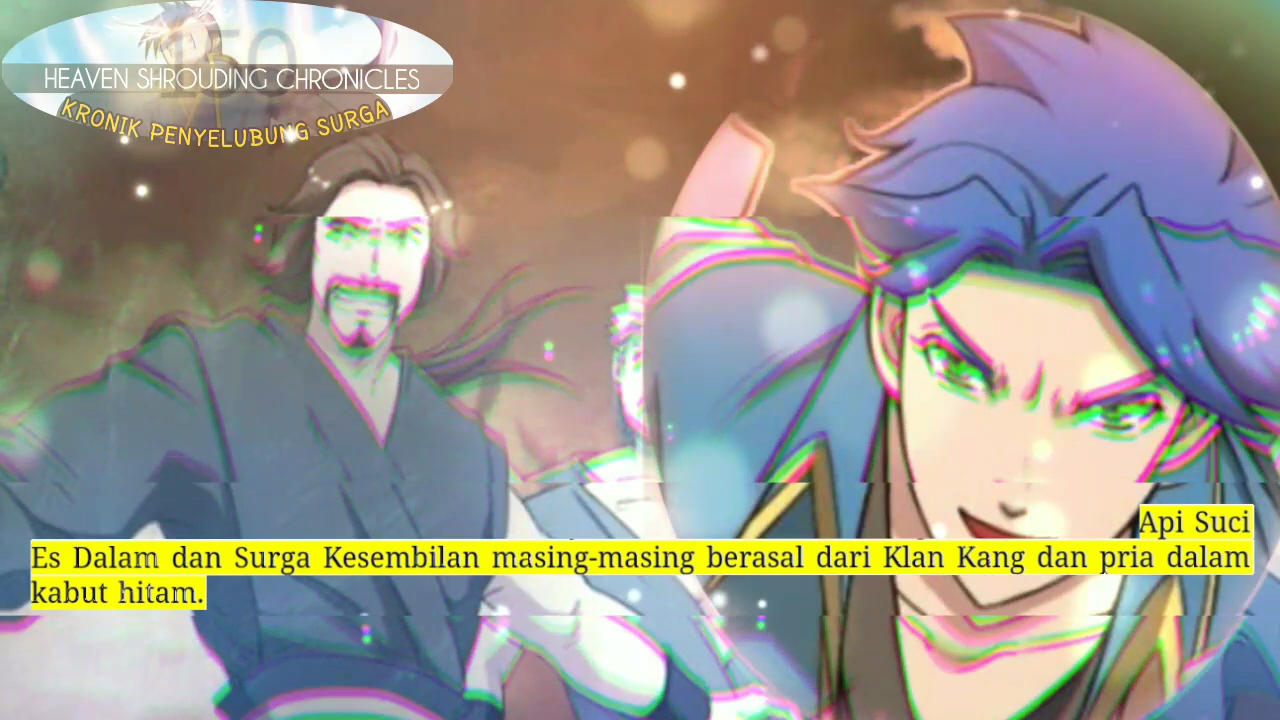 HEAVEN SHROUDING CHRONICLES
KRONIK PENYELUBUNG SURGA
Api Suci
Es Dalam dan Surga Kesembilan masing-masing berasal dari Klan Kang dan pria dalam
kabut hitam.